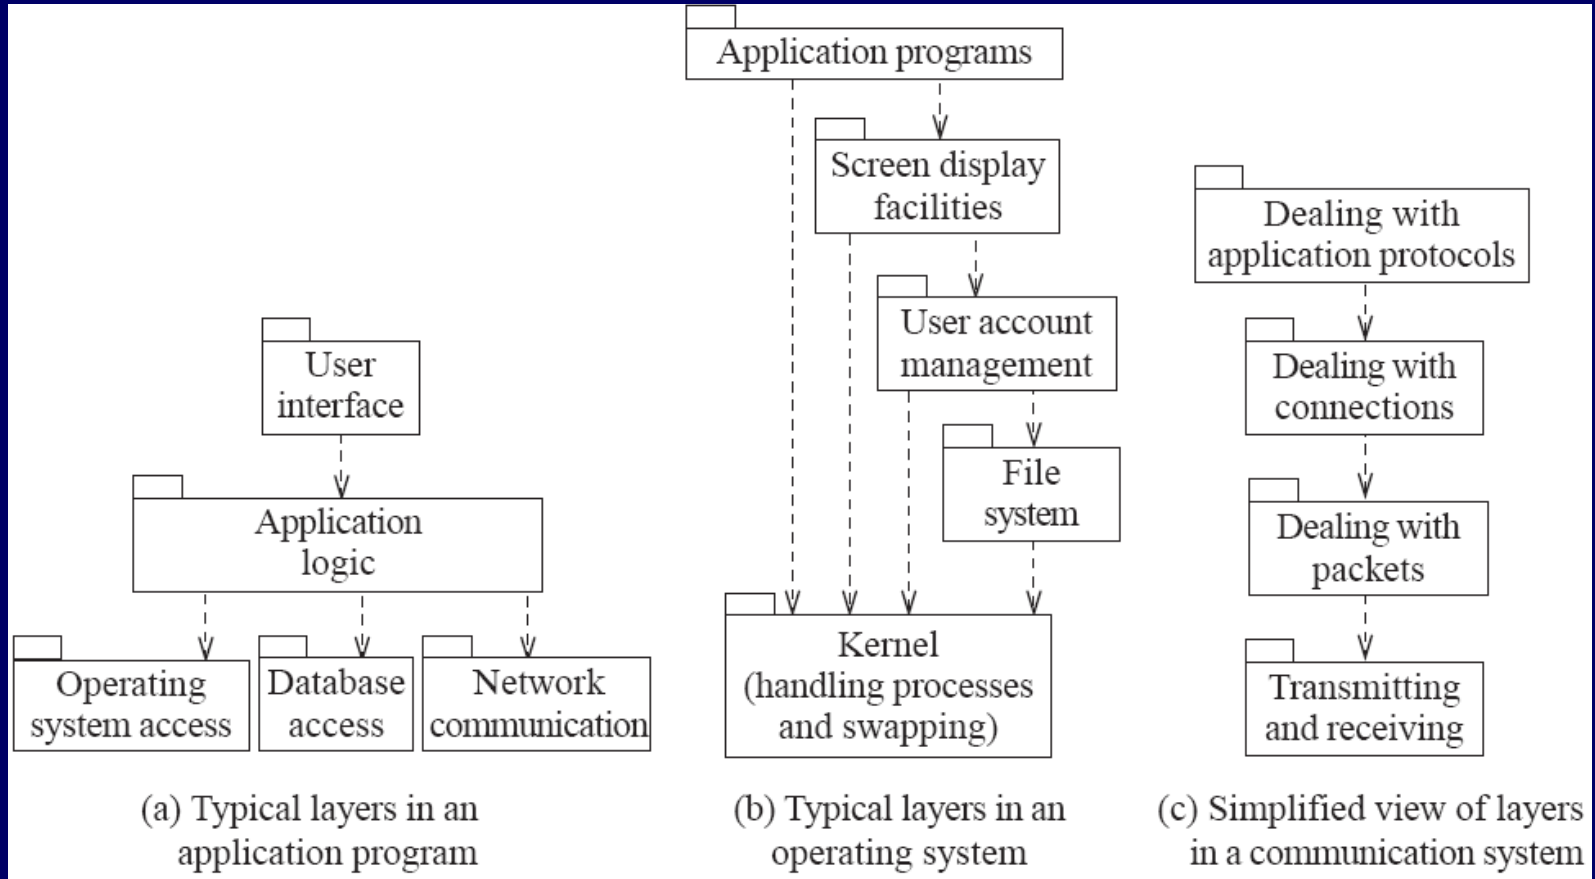 User
interface
Application
logic
Operating
system access
Database
access
Network
communication
(a) Typical layers in an
application program
Application programs
Screen display
facilities
User account
management
File
system
Kernel
(handling processes
and swapping)
(b) Typical layers in an
operating system
Dealing with
application protocols
Dealing with
connections
Dealing with
packets
Transmitting
and receiving
(c) Simplified view of layers
in a communication system